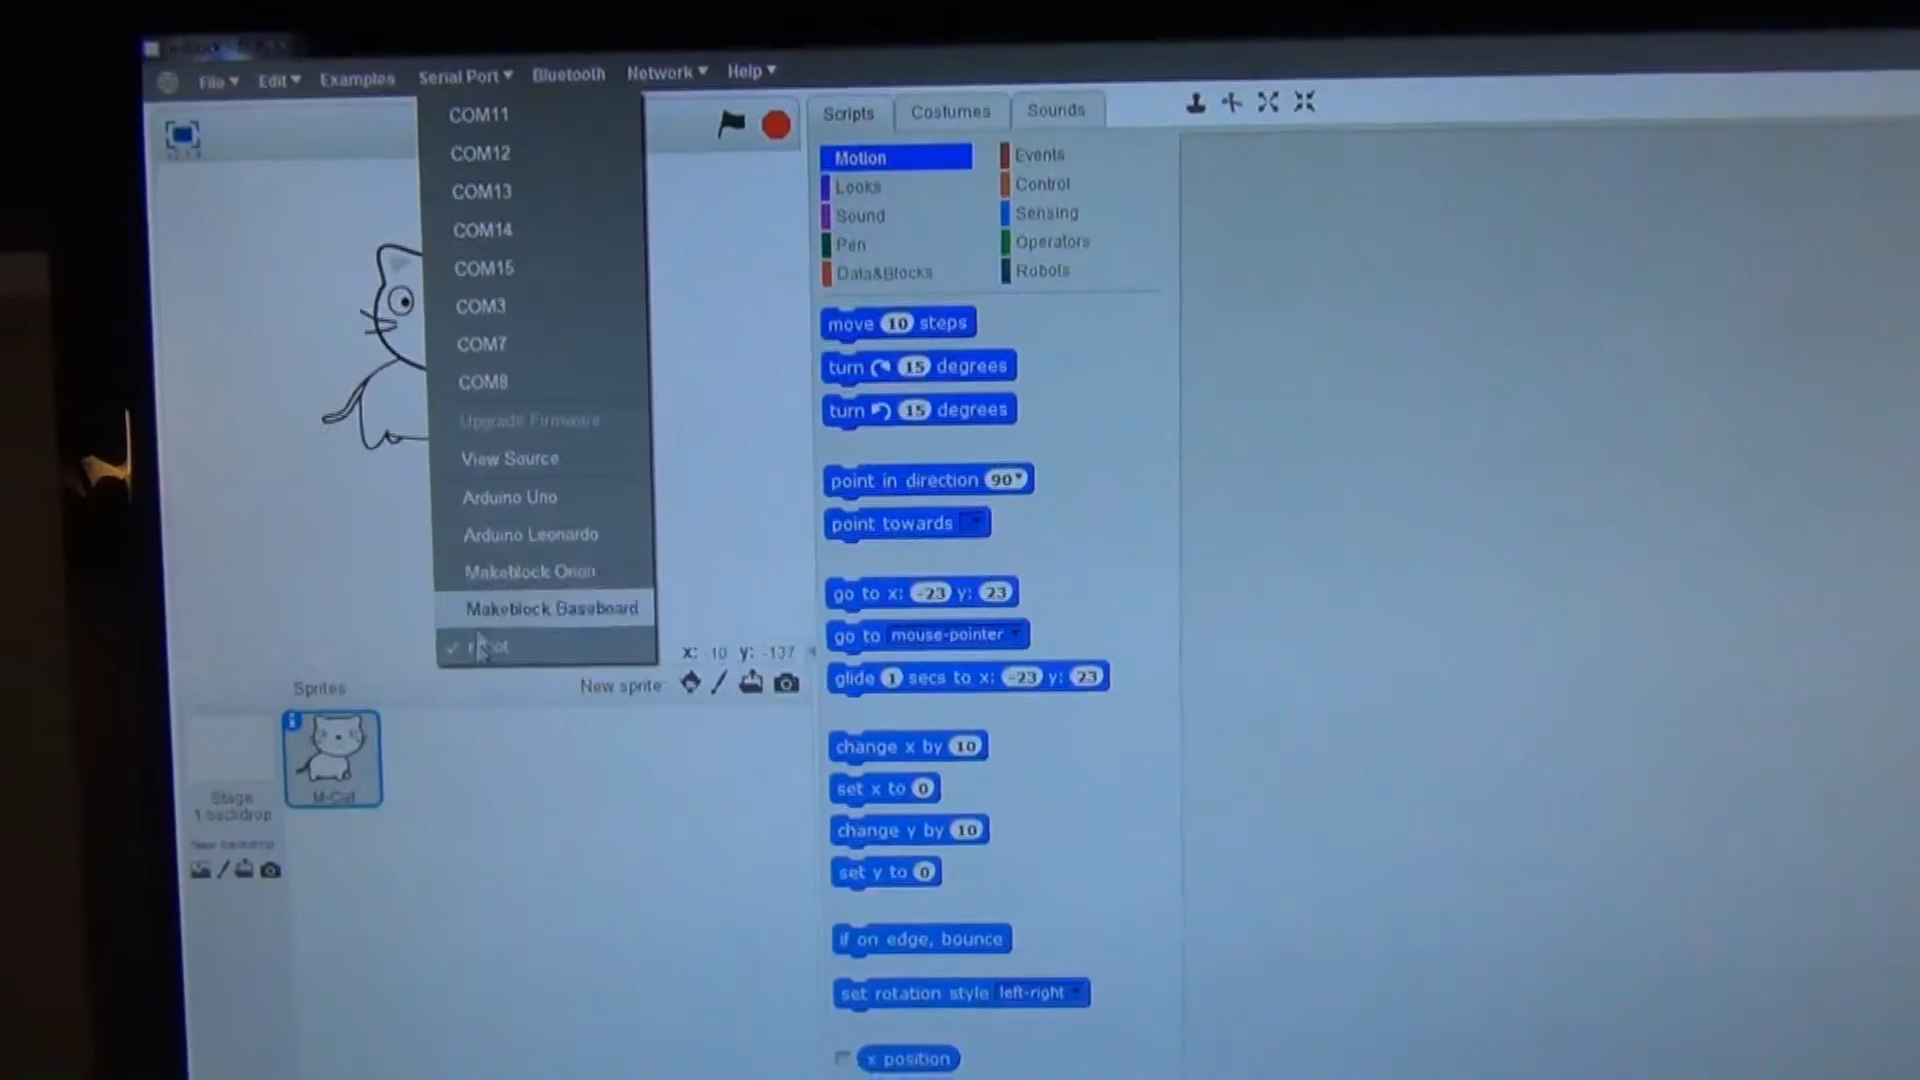 File Edit Examples Serial Port Bluetooth Network Help
COM11
COM12
COM13
COM14
COM15
COM3
COM7
COM8
Upgrade Firmware
View Source
Arduino Uno
Arduino Leonardo
Makeblock Orion
Makeblock Baseboard
x: 10 y: -137
Sprites
New sprite
M-Cat
Stage
1 backdrop
New backdrop
Scripts Costumes Sounds
Motion
Looks
Sound
Pen
Data&Blocks
Events
Control
Sensing
Operators
Robots
move 10 steps
turn 15 degrees
turn 15 degrees
point in direction 90
point towards
go to x: -23 y: 23
go to mouse-pointer
glide 1 secs to x: -23 y: 23
change x by 10
set x to 0
change y by 10
set y to 0
if on edge, bounce
set rotation style left-right
x position